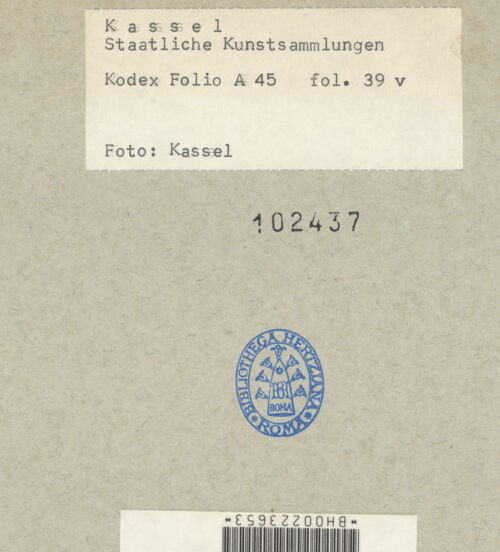 Kassel
Staatliche Kunstsammlungen
Kodex Folio A 45 fol. 39 v
Foto: Kassel
102437
BIBLIOTHECA HERTZIANA
*ROMA*
BH
ROMA
*BH00223653*